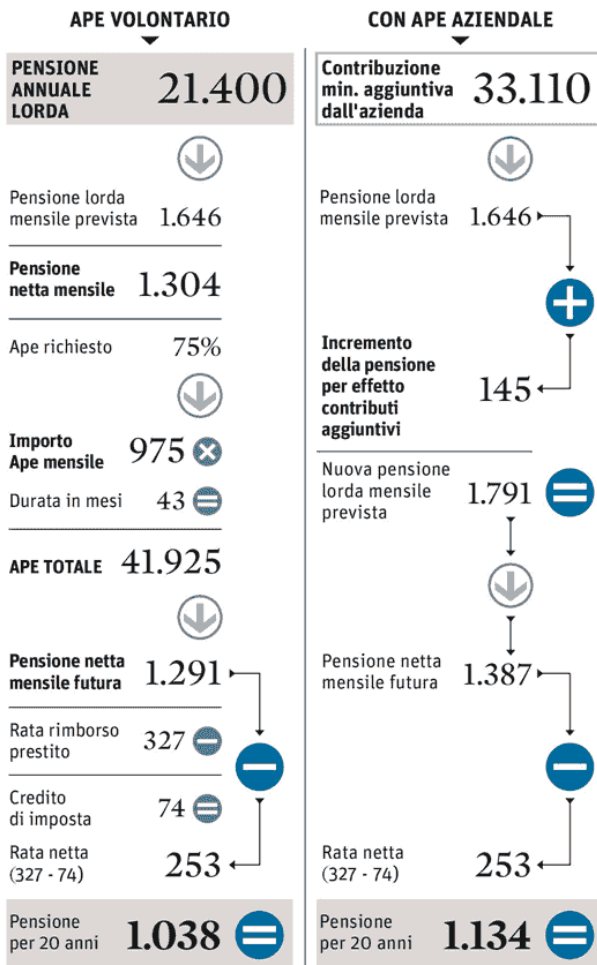 APE VOLONTARIO
PENSIONE
ANNUALE
LORDA
21.400
Pensione lorda
mensile prevista 1.646
Pensione
netta mensile 1.304
Ape richiesto 75%
Importo
Ape mensile 975 ×
Durata in mesi 43 =
APE TOTALE 41.925
Pensione netta
mensile futura 1.291
Rata rimborso
prestito 327 −
−
Credito
di imposta 74 =
Rata netta
(327 - 74) 253
Pensione
per 20 anni 1.038 =
CON APE AZIENDALE
Contribuzione
min. aggiuntiva
dall'azienda
33.110
Pensione lorda
mensile prevista 1.646
+
Incremento
della pensione
per effetto
contributi
aggiuntivi
145
Nuova pensione
lorda mensile
prevista
1.791 =
Pensione netta
mensile futura 1.387
−
Rata netta
(327 - 74) 253
Pensione
per 20 anni 1.134 =